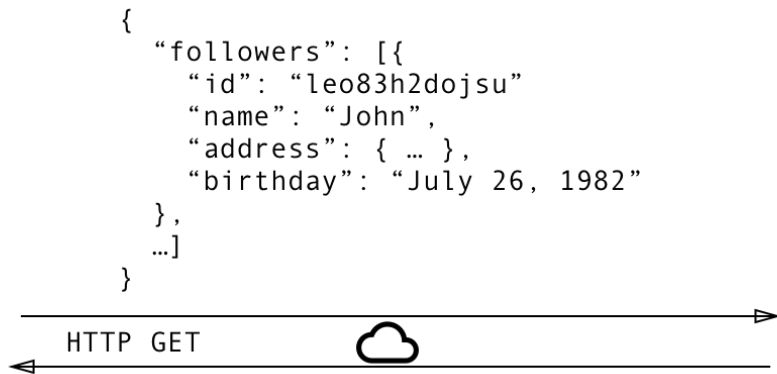 {
“followers”: [{
“id”: “leo83h2dojsu”
“name”: “John”,
“address”: { … },
“birthday”: “July 26, 1982”
},
…]
}
HTTP GET